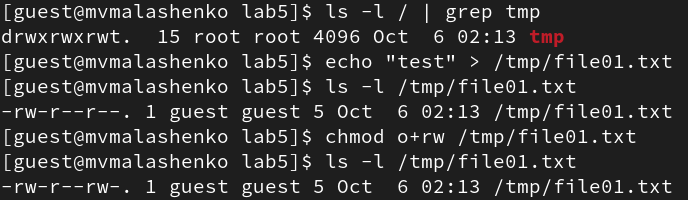 [guest@mvmalashenko lab5]$ ls -l / | grep tmp
drwxrwxrwt.  15 root root 4096 Oct  6 02:13 tmp
[guest@mvmalashenko lab5]$ echo "test" > /tmp/file01.txt
[guest@mvmalashenko lab5]$ ls -l /tmp/file01.txt
-rw-r--r--. 1 guest guest 5 Oct  6 02:13 /tmp/file01.txt
[guest@mvmalashenko lab5]$ chmod o+rw /tmp/file01.txt
[guest@mvmalashenko lab5]$ ls -l /tmp/file01.txt
-rw-r--rw-. 1 guest guest 5 Oct  6 02:13 /tmp/file01.txt